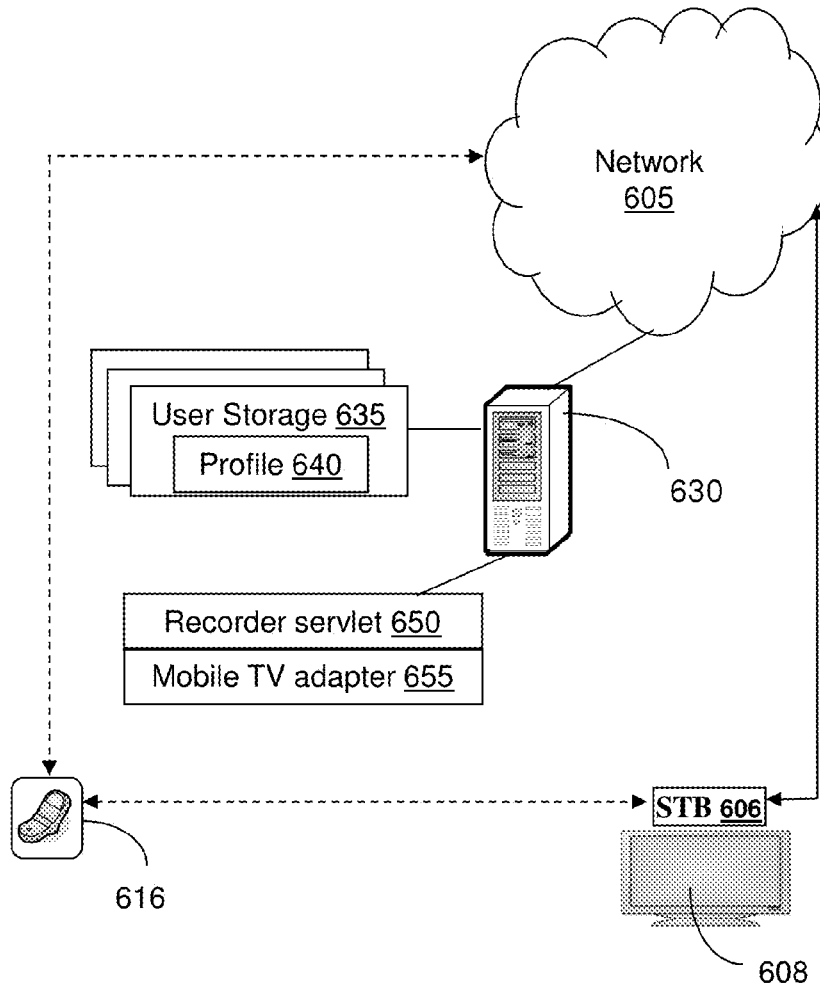 Network
605
User Storage 635
Profile 640
630
Recorder servlet 650
Mobile TV adapter 655
STB 606
616
608